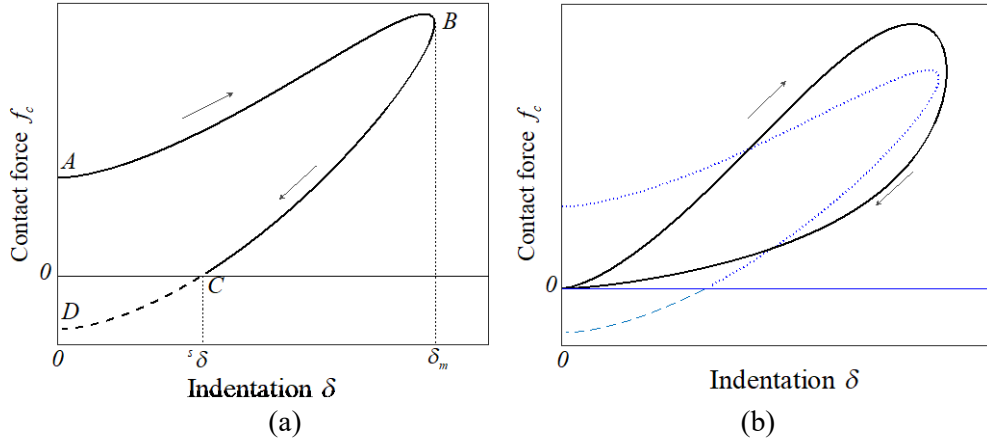 Contact force f_c
A
B
0
C
D
0
^sδ
δ_m
Indentation δ
(a)
Contact force f_c
0
0
Indentation δ
(b)